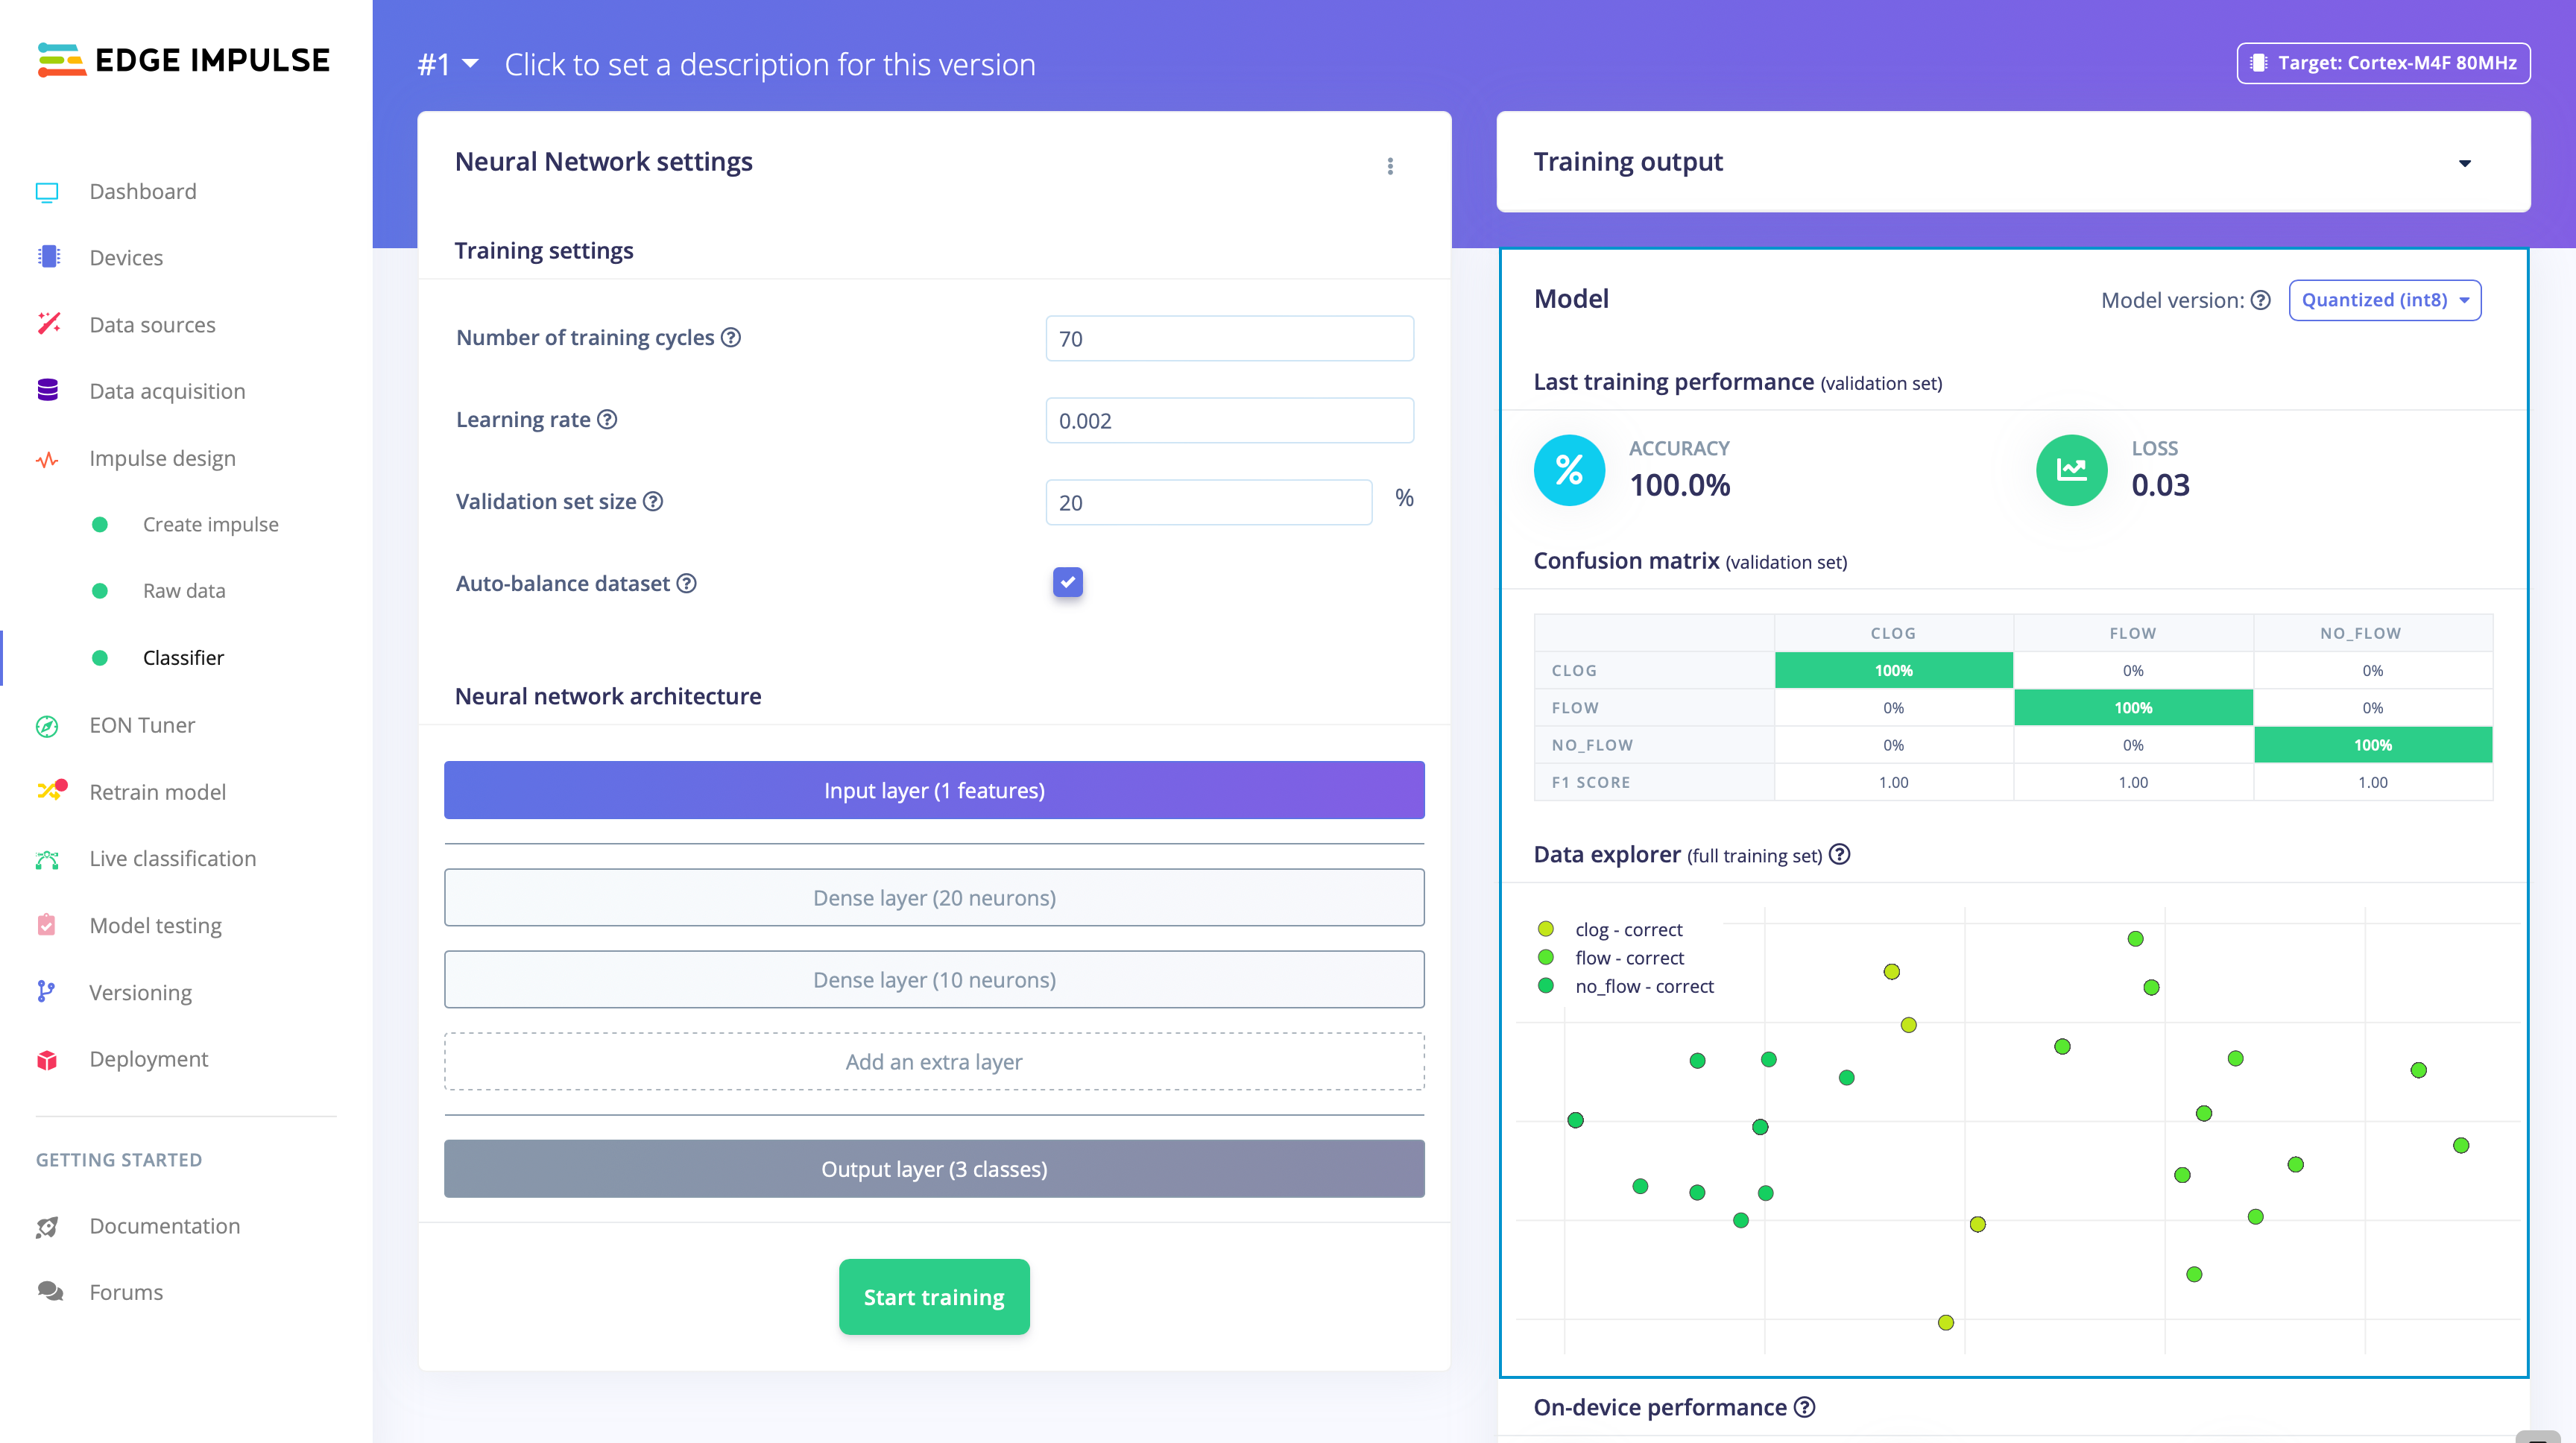 EDGE IMPULSE
Dashboard
Devices
Data sources
Data acquisition
Impulse design
Create impulse
Raw data
Classifier
EON Tuner
Retrain model
Live classification
Model testing
Versioning
Deployment
GETTING STARTED
Documentation
Forums
#1 Click to set a description for this version
Target: Cortex-M4F 80MHz
Neural Network settings
Training settings
Number of training cycles ? 70
Learning rate ? 0.002
Validation set size ? 20 %
Auto-balance dataset ?
Neural network architecture
Input layer (1 features)
Dense layer (20 neurons)
Dense layer (10 neurons)
Add an extra layer
Output layer (3 classes)
Start training
Training output
Model
Model version: ? Quantized (int8)
Last training performance (validation set)
% ACCURACY
100.0%
LOSS
0.03
Confusion matrix (validation set)
CLOG FLOW NO_FLOW
CLOG 100% 0% 0%
FLOW 0% 100% 0%
NO_FLOW 0% 0% 100%
F1 SCORE 1.00 1.00 1.00
Data explorer (full training set) ?
clog - correct
flow - correct
no_flow - correct
On-device performance ?